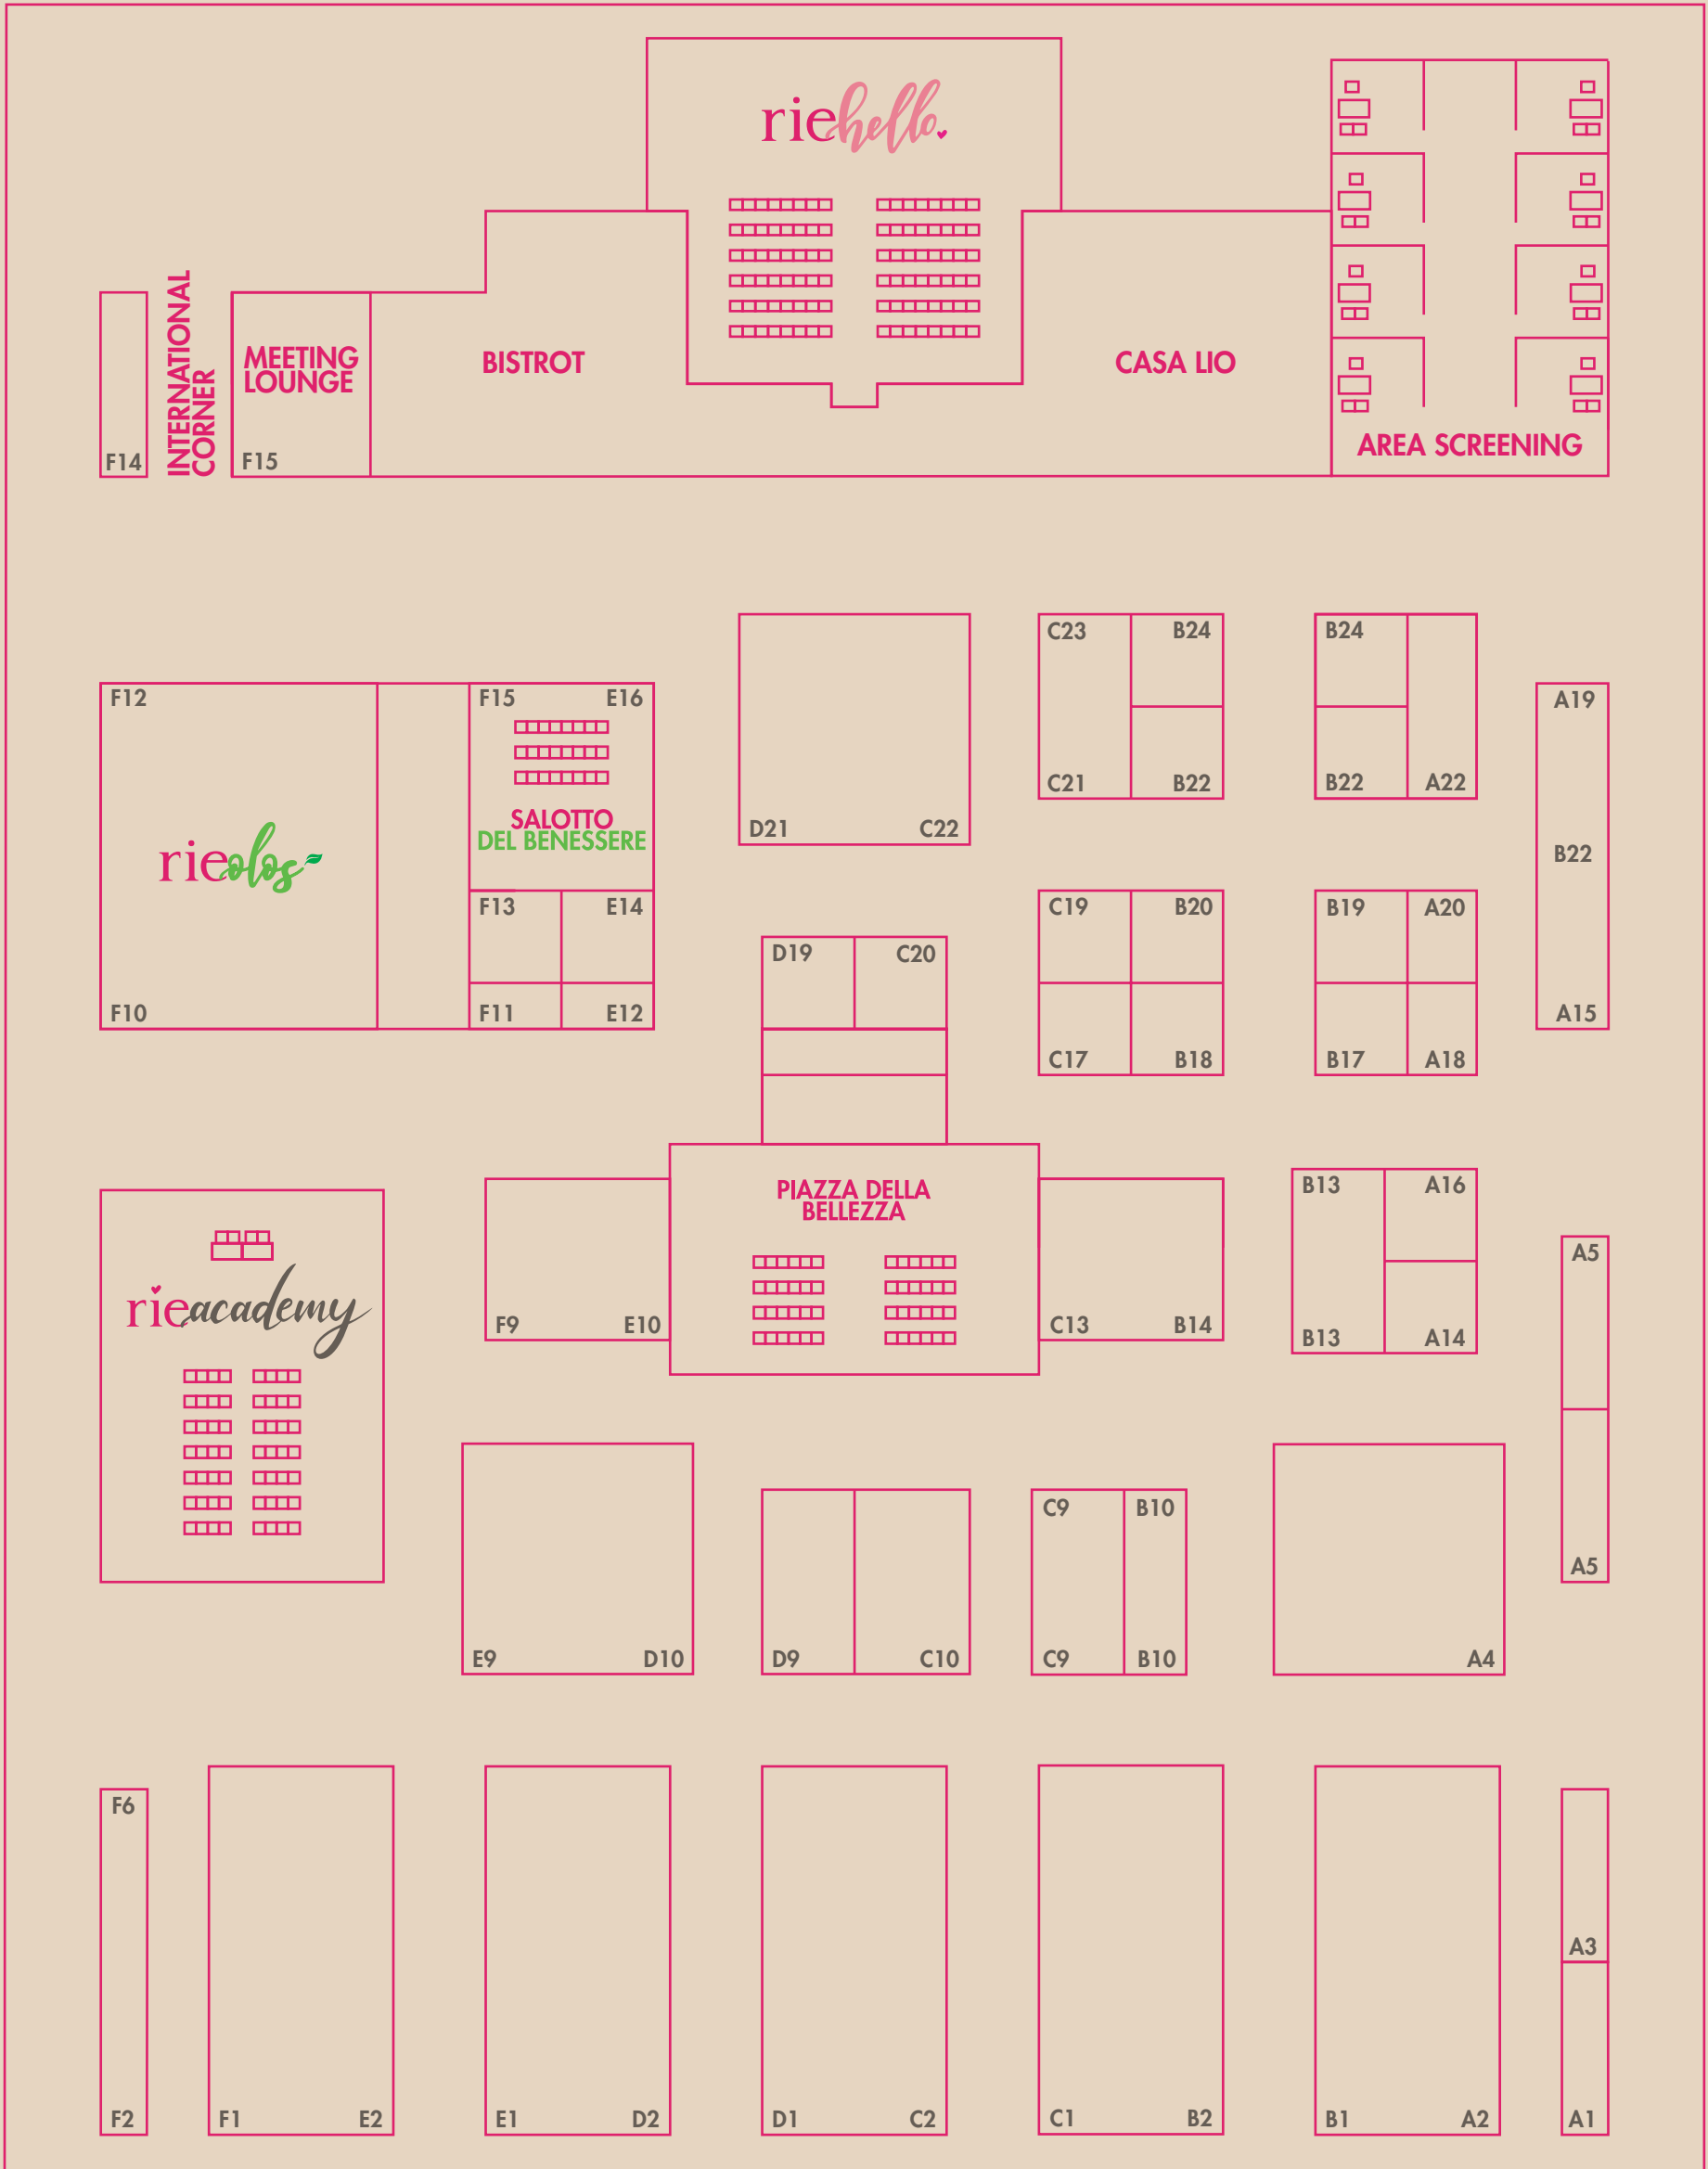 riehello
INTERNATIONAL
CORNER
F14
MEETING
LOUNGE
F15
BISTROT
CASA LIO
AREA SCREENING
C23
B24
C21
B22
B24
B22
A22
D21
C22
F12
F10
rieolos
F15
E16
SALOTTO
DEL BENESSERE
F13
E14
F11
E12
A19
B22
A15
C19
B20
C17
B18
B19
A20
B17
A18
D19
C20
PIAZZA DELLA
BELLEZZA
F9
E10
C13
B14
B13
A16
B13
A14
A5
A5
rieacademy
E9
D10
D9
C10
C9
B10
C9
B10
A4
F6
F2
F1
E2
E1
D2
D1
C2
C1
B2
B1
A2
A3
A1